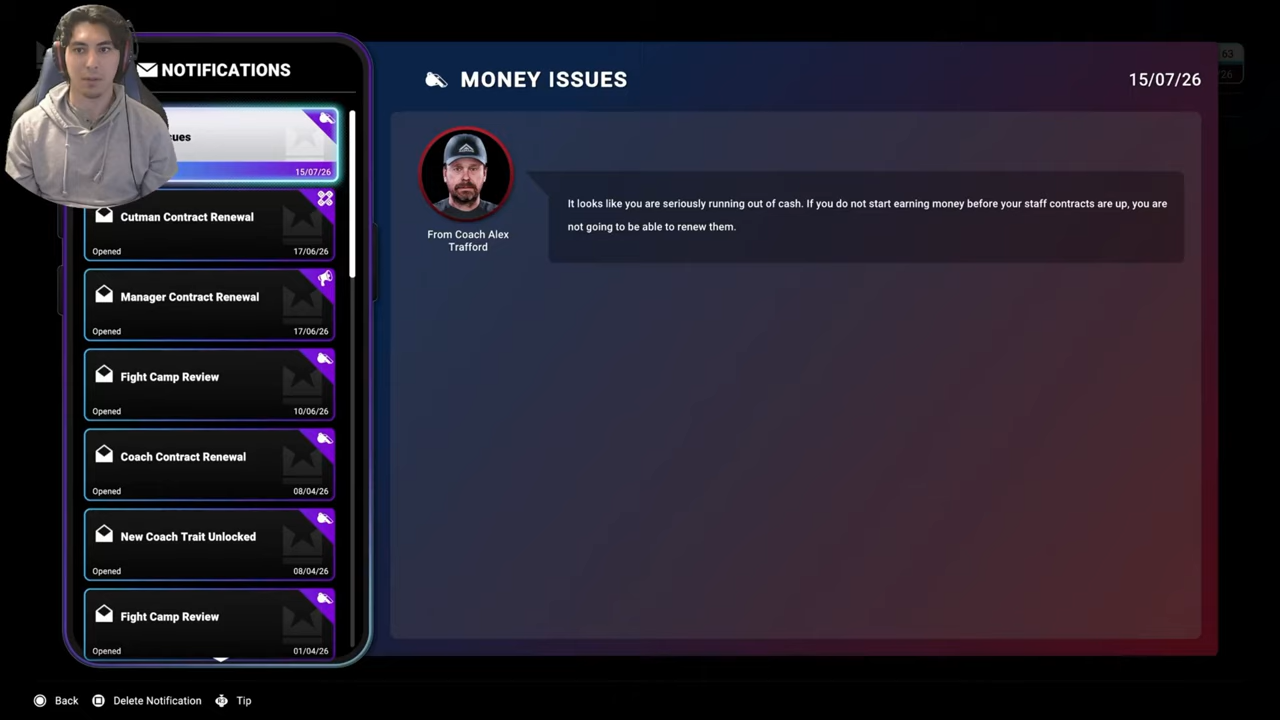 NOTIFICATIONS
ues
15/07/26
Cutman Contract Renewal
Opened 17/06/26
Manager Contract Renewal
Opened 17/06/26
Fight Camp Review
Opened 10/06/26
Coach Contract Renewal
Opened 08/04/26
New Coach Trait Unlocked
Opened 08/04/26
Fight Camp Review
Opened 01/04/26
MONEY ISSUES
15/07/26
From Coach Alex
Trafford
It looks like you are seriously running out of cash. If you do not start earning money before your staff contracts are up, you are
not going to be able to renew them.
63
/26
Back
Delete Notification
R3 Tip